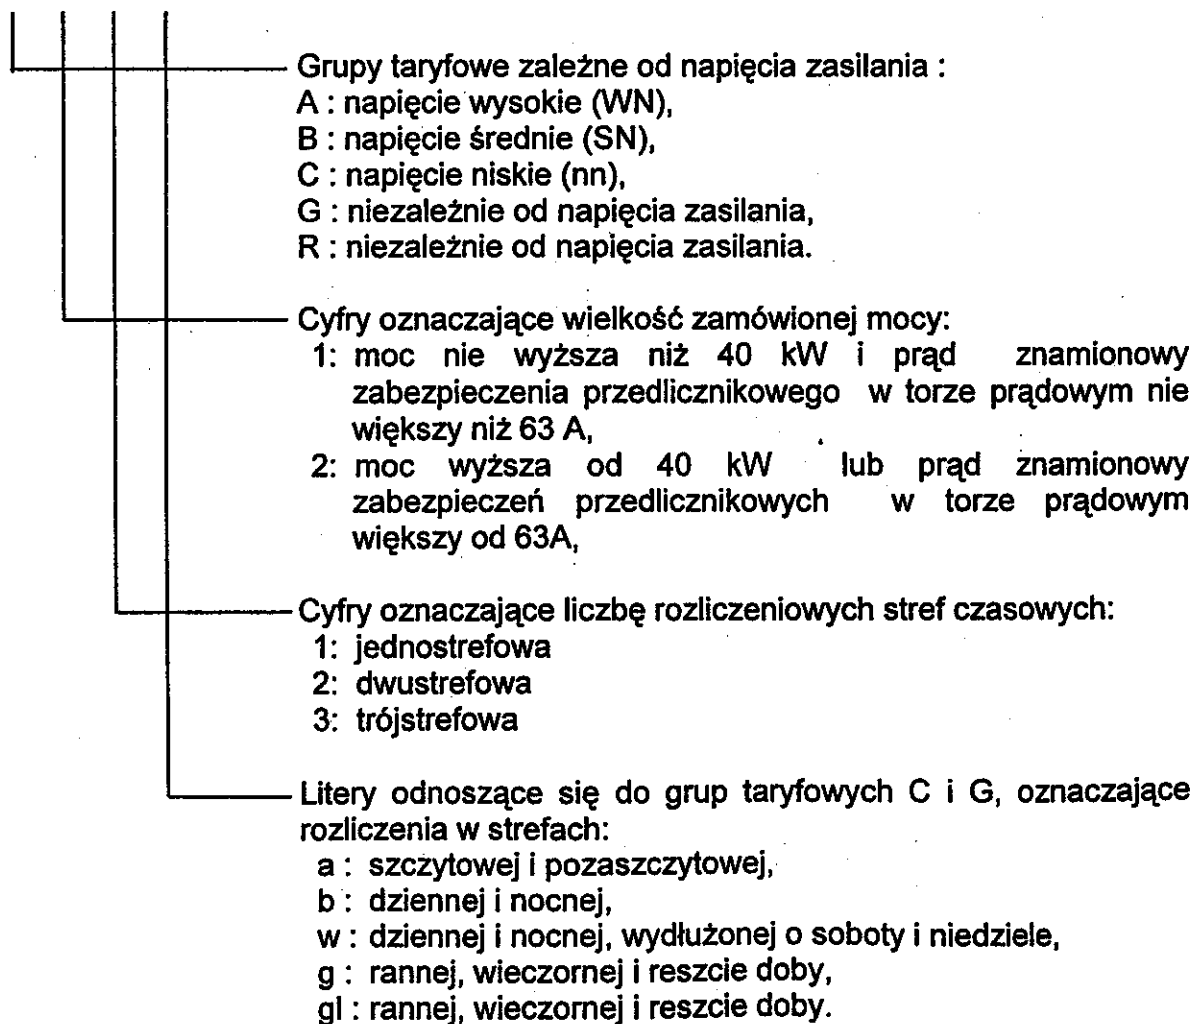 Grupy taryfowe zależne od napięcia zasilania :
A : napięcie wysokie (WN),
B : napięcie średnie (SN),
C : napięcie niskie (nn),
G : niezależnie od napięcia zasilania,
R : niezależnie od napięcia zasilania.
Cyfry oznaczające wielkość zamówionej mocy:
1: moc nie wyższa niż 40 kW i prąd znamionowy
zabezpieczenia przedlicznikowego w torze prądowym nie
większy niż 63 A,
2: moc wyższa od 40 kW lub prąd znamionowy
zabezpieczeń przedlicznikowych w torze prądowym
większy od 63A,
Cyfry oznaczające liczbę rozliczeniowych stref czasowych:
1: jednostrefowa
2: dwustrefowa
3: trójstrefowa
Litery odnoszące się do grup taryfowych C i G, oznaczające
rozliczenia w strefach:
a : szczytowej i pozaszczytowej,
b : dziennej i nocnej,
w : dziennej i nocnej, wydłużonej o soboty i niedziele,
g : rannej, wieczornej i reszcie doby,
gl : rannej, wieczornej i reszcie doby.